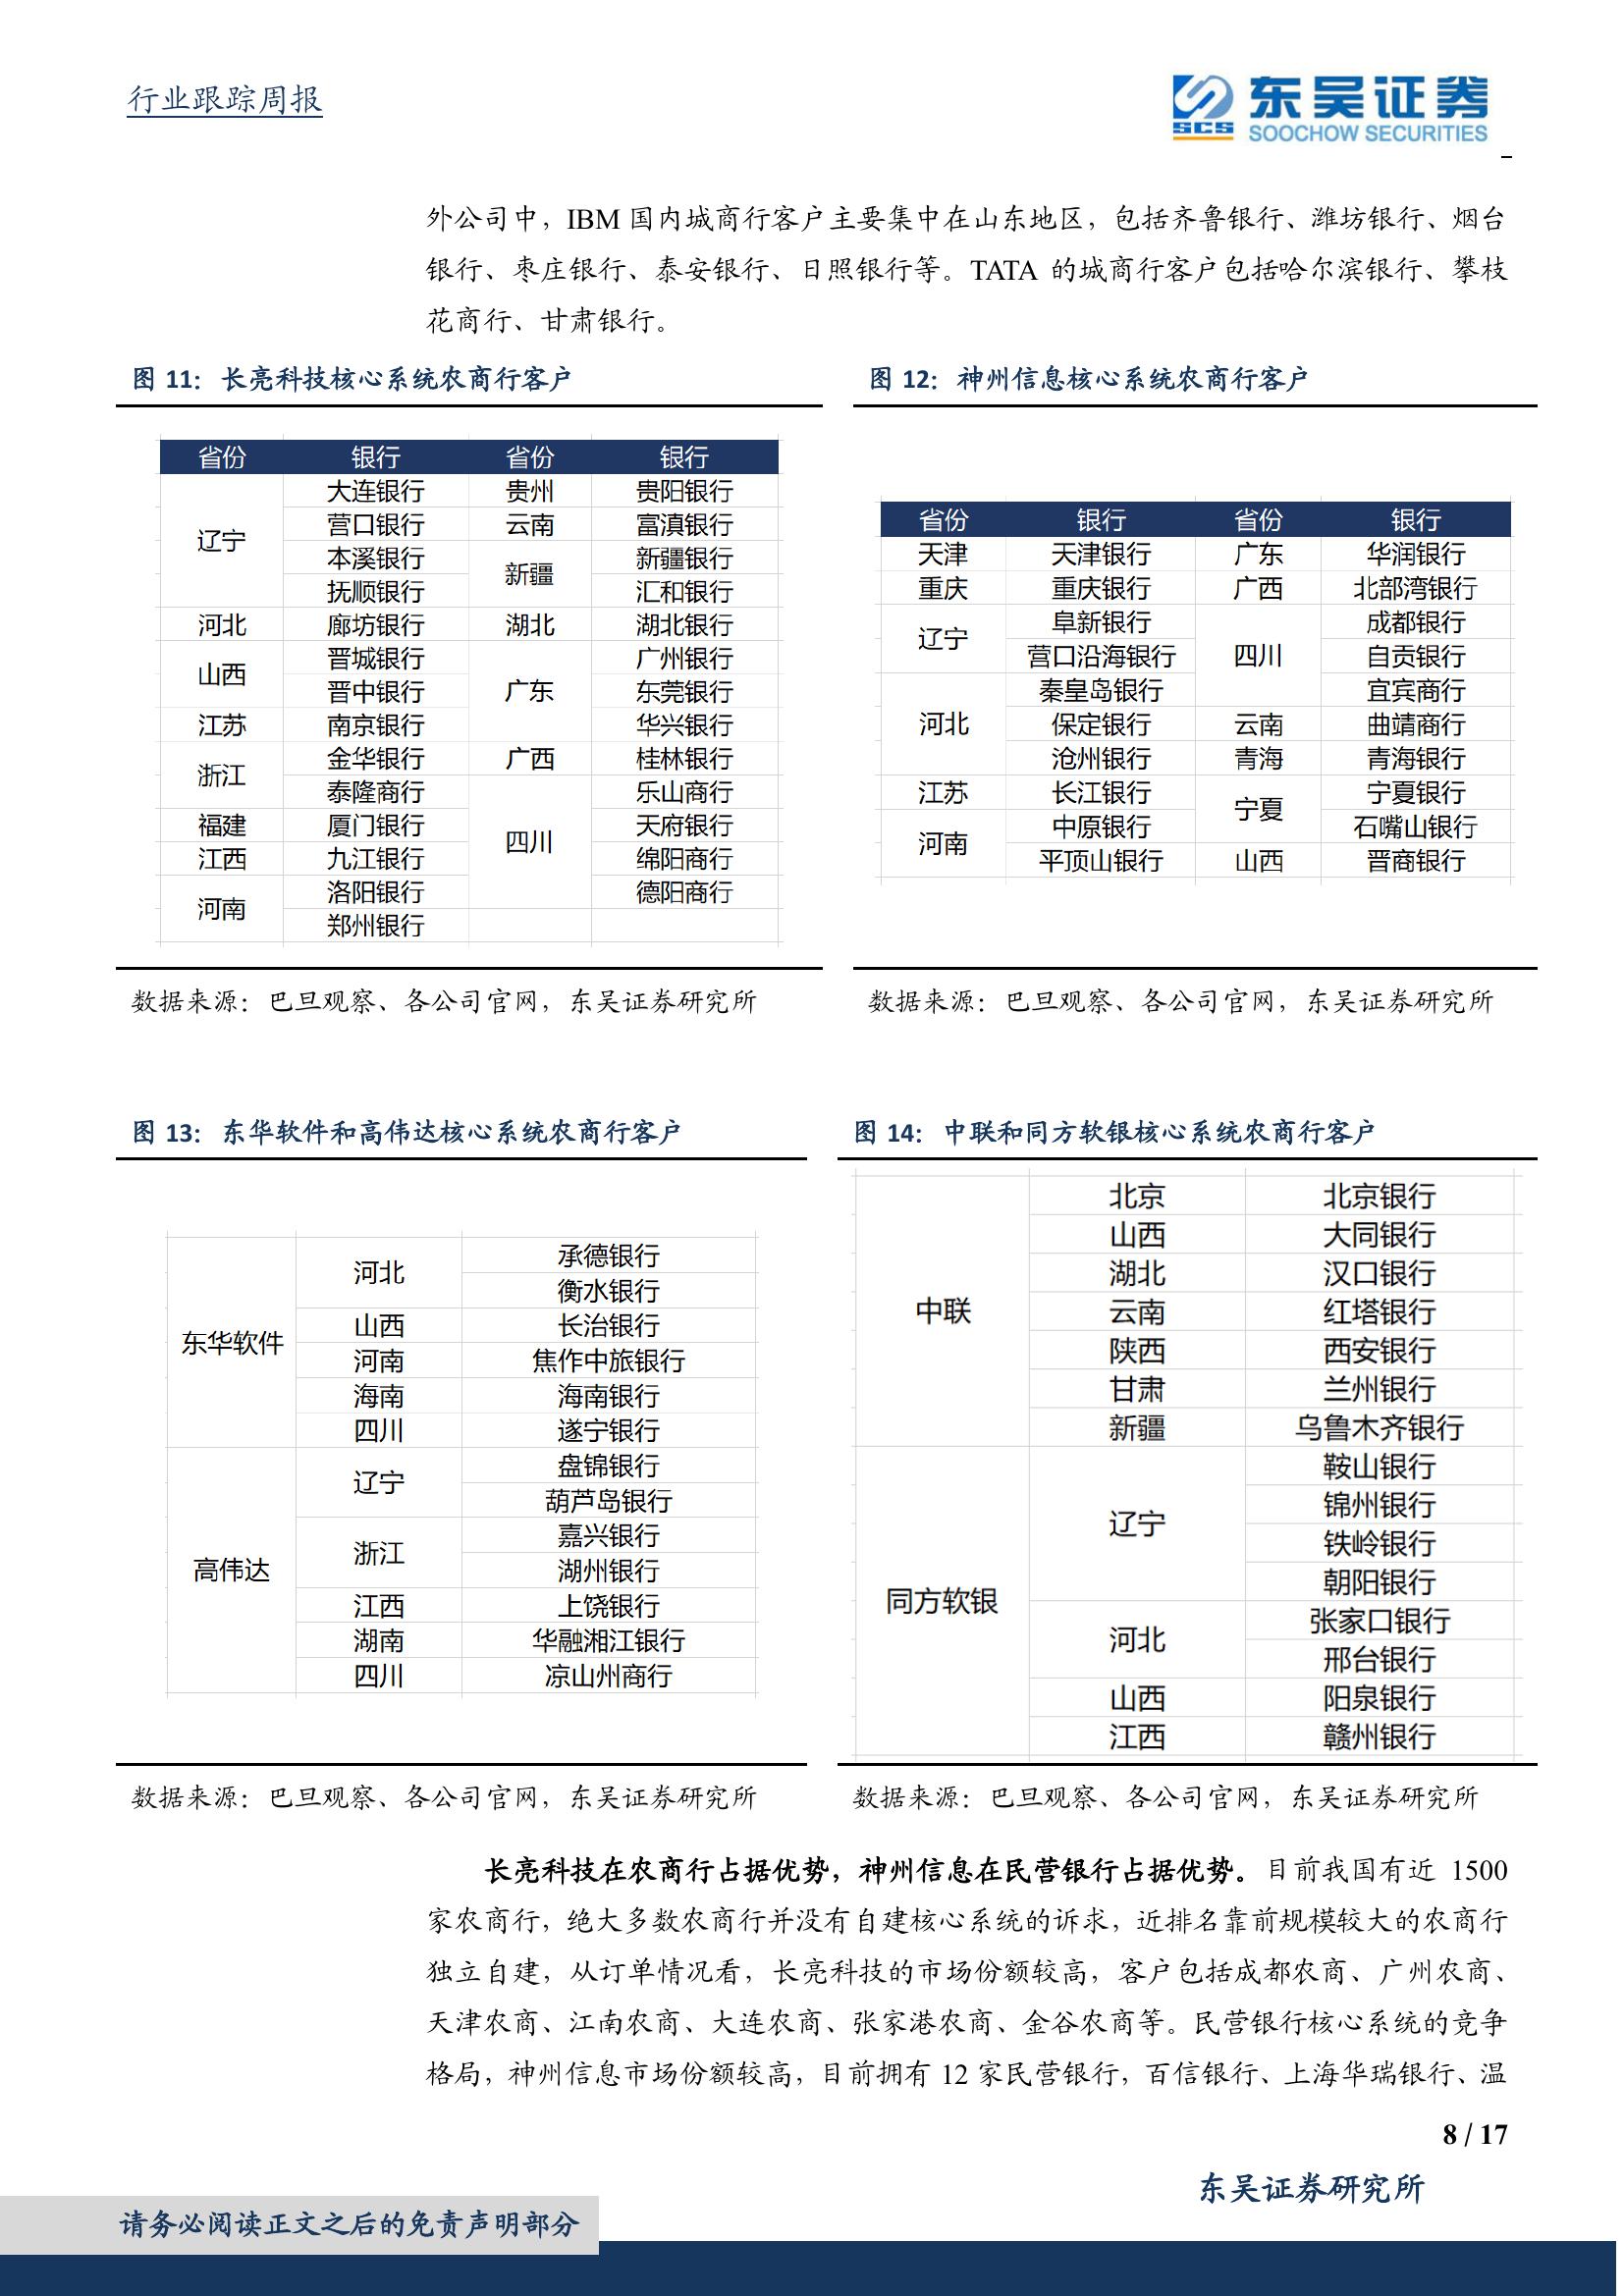 行业跟踪周报
东吴证券
SCS
SOOCHOW SECURITIES
外公司中，IBM 国内城商行客户主要集中在山东地区，包括齐鲁银行、潍坊银行、烟台
银行、枣庄银行、泰安银行、日照银行等。TATA 的城商行客户包括哈尔滨银行、攀枝
花商行、甘肃银行。
图 11：长亮科技核心系统农商行客户
省份 银行 省份 银行
辽宁 大连银行 贵州 贵阳银行
营口银行 云南 富滇银行
本溪银行 新疆 新疆银行
抚顺银行 汇和银行
河北 廊坊银行 湖北 湖北银行
山西 晋城银行 广东 广州银行
晋中银行 东莞银行
江苏 南京银行 华兴银行
浙江 金华银行 广西 桂林银行
泰隆商行 四川 乐山商行
福建 厦门银行 天府银行
江西 九江银行 绵阳商行
河南 洛阳银行 德阳商行
郑州银行
数据来源：巴旦观察、各公司官网，东吴证券研究所
图 12：神州信息核心系统农商行客户
省份 银行 省份 银行
天津 天津银行 广东 华润银行
重庆 重庆银行 广西 北部湾银行
辽宁 阜新银行 四川 成都银行
营口沿海银行 自贡银行
河北 秦皇岛银行 宜宾商行
保定银行 云南 曲靖商行
沧州银行 青海 青海银行
江苏 长江银行 宁夏 宁夏银行
河南 中原银行 石嘴山银行
平顶山银行 山西 晋商银行
数据来源：巴旦观察、各公司官网，东吴证券研究所
图 13：东华软件和高伟达核心系统农商行客户
东华软件 河北 承德银行
衡水银行
山西 长治银行
河南 焦作中旅银行
海南 海南银行
四川 遂宁银行
高伟达 辽宁 盘锦银行
葫芦岛银行
浙江 嘉兴银行
湖州银行
江西 上饶银行
湖南 华融湘江银行
四川 凉山州商行
数据来源：巴旦观察、各公司官网，东吴证券研究所
图 14：中联和同方软银核心系统农商行客户
中联 北京 北京银行
山西 大同银行
湖北 汉口银行
云南 红塔银行
陕西 西安银行
甘肃 兰州银行
新疆 乌鲁木齐银行
同方软银 辽宁 鞍山银行
锦州银行
铁岭银行
朝阳银行
河北 张家口银行
邢台银行
山西 阳泉银行
江西 赣州银行
数据来源：巴旦观察、各公司官网，东吴证券研究所
长亮科技在农商行占据优势，神州信息在民营银行占据优势。目前我国有近 1500
家农商行，绝大多数农商行并没有自建核心系统的诉求，近排名靠前规模较大的农商行
独立自建，从订单情况看，长亮科技的市场份额较高，客户包括成都农商、广州农商、
天津农商、江南农商、大连农商、张家港农商、金谷农商等。民营银行核心系统的竞争
格局，神州信息市场份额较高，目前拥有 12 家民营银行，百信银行、上海华瑞银行、温
8 / 17
东吴证券研究所
请务必阅读正文之后的免责声明部分